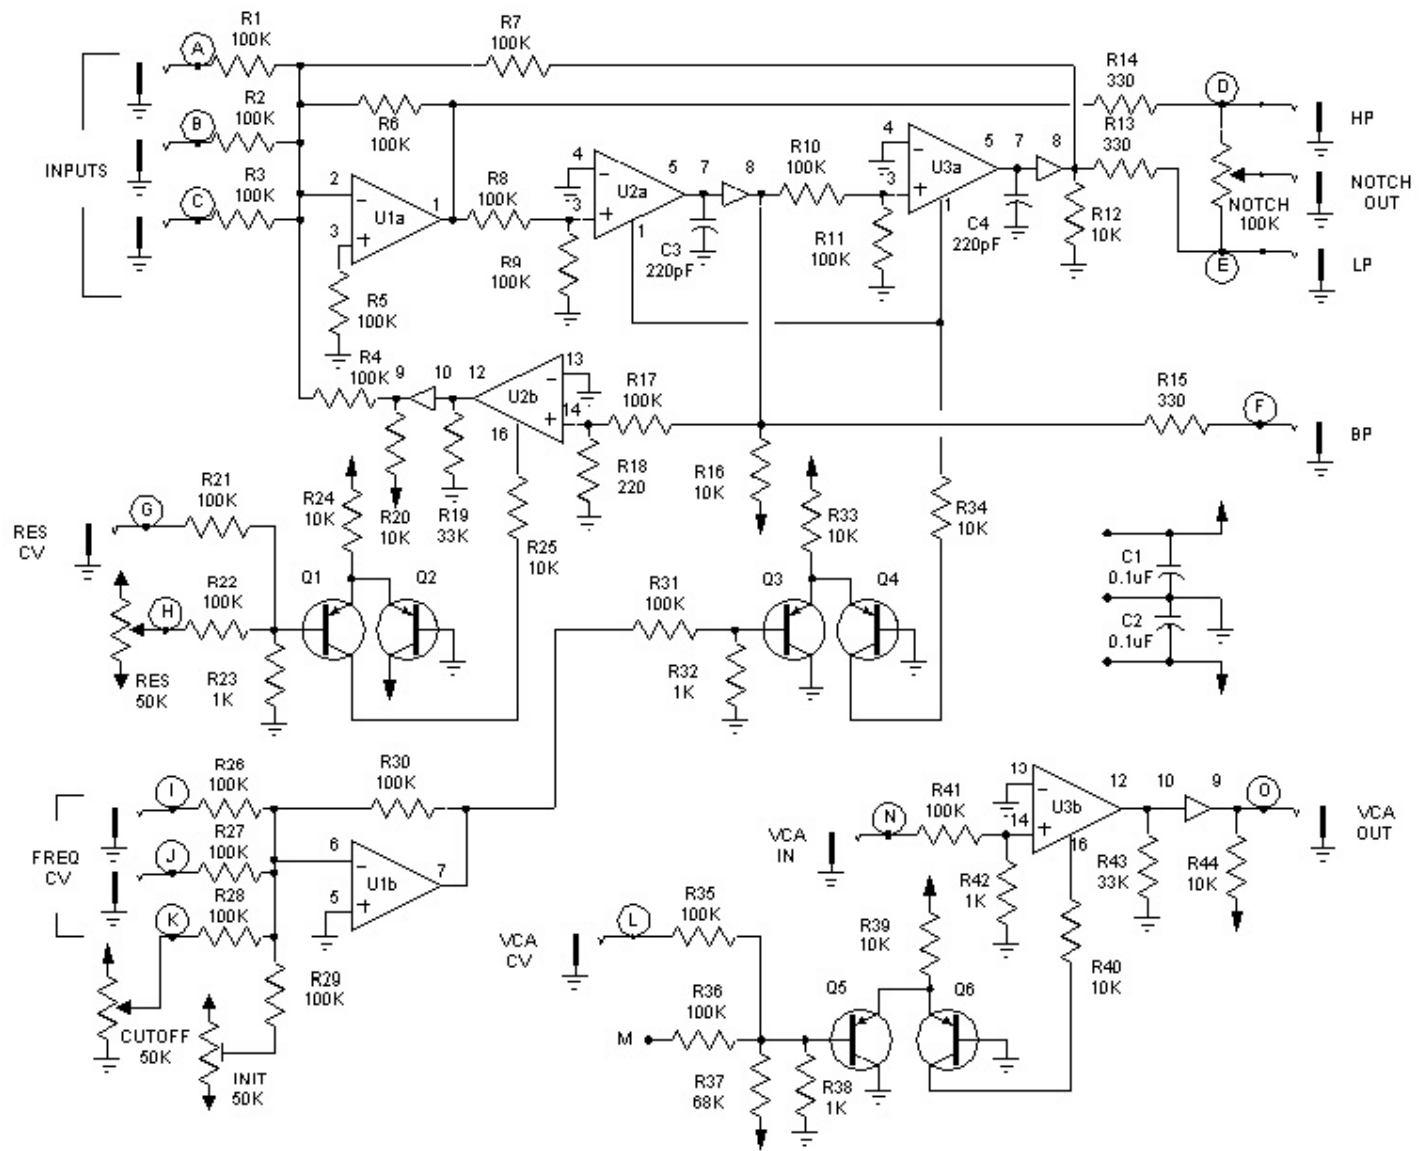 R1
100K
R7
100K
R14
330
A
D
R2
100K
R6
100K
R13
330
HP
B
INPUTS
R3
100K
C
2
3
U1a
1
R8
100K
R9
100K
4
3
U2a
5
7
8
1
C3
220pF
R10
100K
R11
100K
4
3
U3a
5
7
8
1
C4
220pF
R12
10K
NOTCH
100K
NOTCH
OUT
E
LP
R5
100K
R4
100K
9
10
12
U2b
13
14
16
R17
100K
R18
220
R15
330
F
BP
R16
10K
R21
100K
G
RES
CV
R24
10K
R20
10K
R19
33K
R25
10K
R33
10K
R34
10K
C1
0.1uF
C2
0.1uF
R22
100K
H
Q1
Q2
R31
100K
Q3
Q4
RES
50K
R23
1K
R32
1K
R26
100K
I
R30
100K
R27
100K
J
FREQ
CV
R28
100K
K
6
5
U1b
7
R29
100K
CUTOFF
50K
INIT
50K
VCA
IN
N
R41
100K
13
14
U3b
12
10
9
16
O
VCA
OUT
R42
1K
R43
33K
R44
10K
VCA
CV
L
R35
100K
R39
10K
R40
10K
R36
100K
M
Q5
Q6
R37
68K
R38
1K